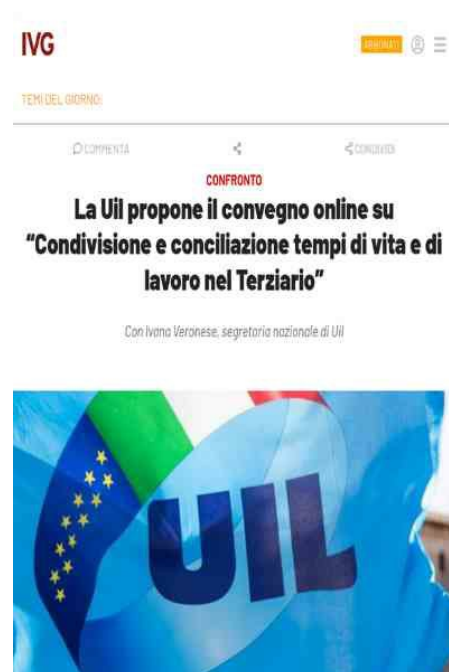 IVG
ABBONATI
TEMI DEL GIORNO:
COMMENTA
CONDIVIDI
CONFRONTO
La Uil propone il convegno online su
“Condivisione e conciliazione tempi di vita e di
lavoro nel Terziario”
Con Ivana Veronese, segretaria nazionale di Uil
UIL